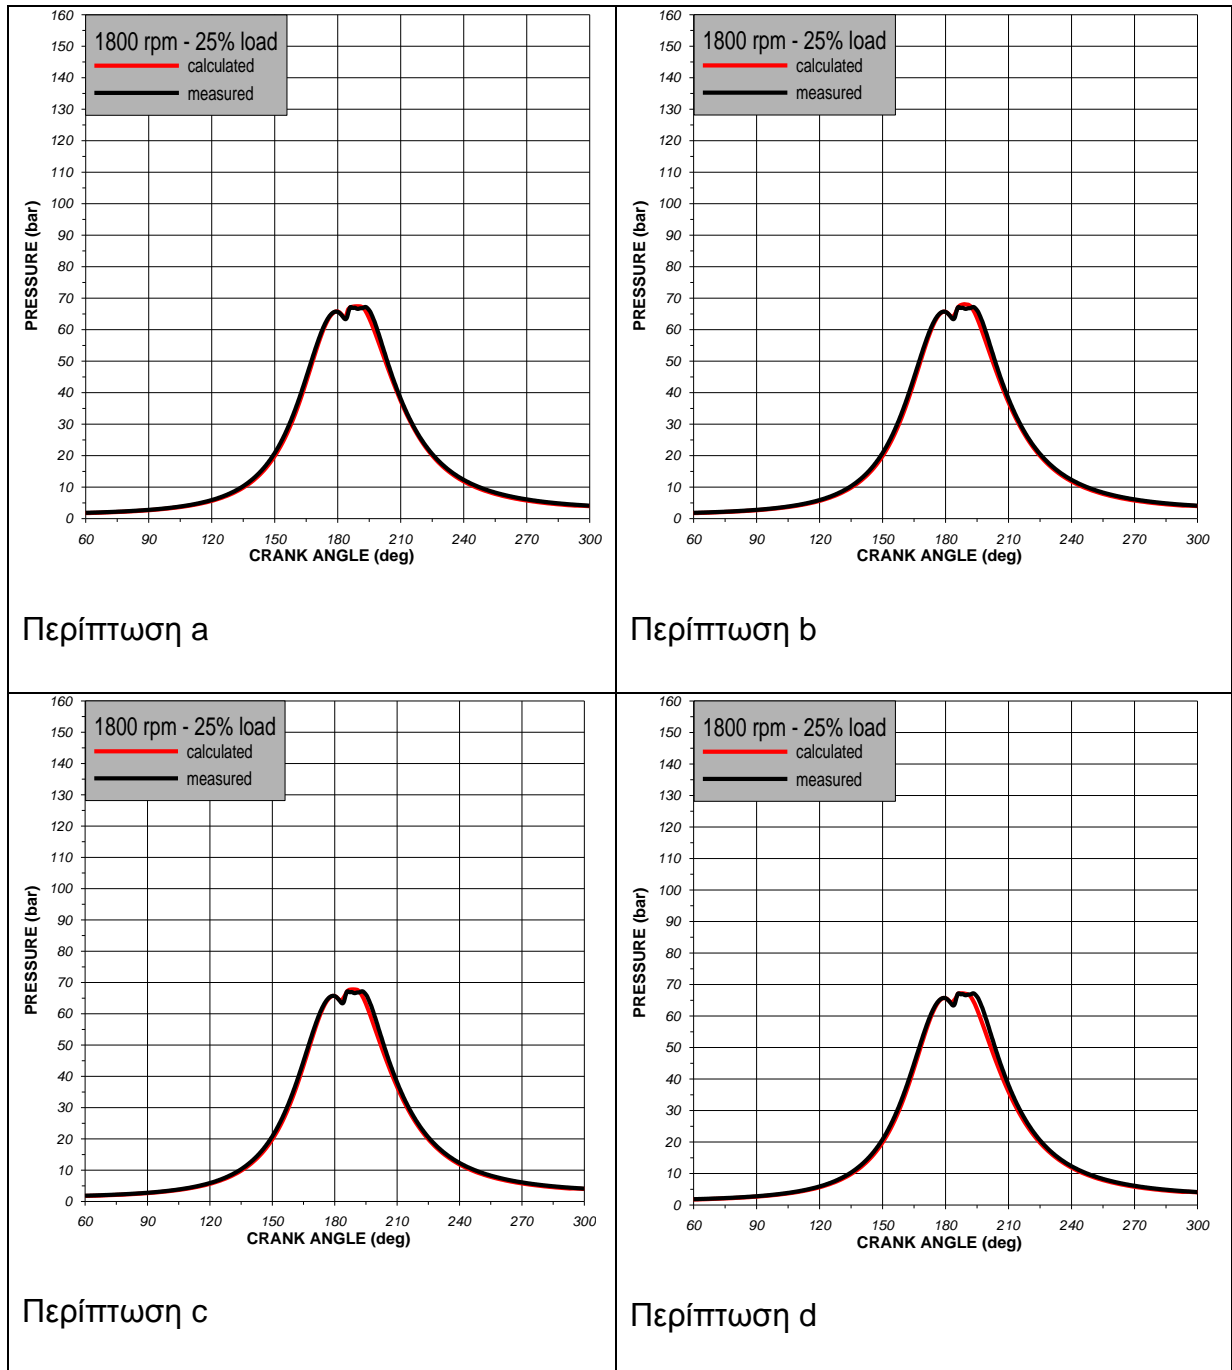 160
150
140
130
120
110
100
90
80
70
60
50
40
30
20
10
0
PRESSURE (bar)
1800 rpm - 25% load
calculated
measured
60 90 120 150 180 210 240 270 300
CRANK ANGLE (deg)
Περίπτωση a
160
150
140
130
120
110
100
90
80
70
60
50
40
30
20
10
0
PRESSURE (bar)
1800 rpm - 25% load
calculated
measured
60 90 120 150 180 210 240 270 300
CRANK ANGLE (deg)
Περίπτωση b
160
150
140
130
120
110
100
90
80
70
60
50
40
30
20
10
0
PRESSURE (bar)
1800 rpm - 25% load
calculated
measured
60 90 120 150 180 210 240 270 300
CRANK ANGLE (deg)
Περίπτωση c
160
150
140
130
120
110
100
90
80
70
60
50
40
30
20
10
0
PRESSURE (bar)
1800 rpm - 25% load
calculated
measured
60 90 120 150 180 210 240 270 300
CRANK ANGLE (deg)
Περίπτωση d